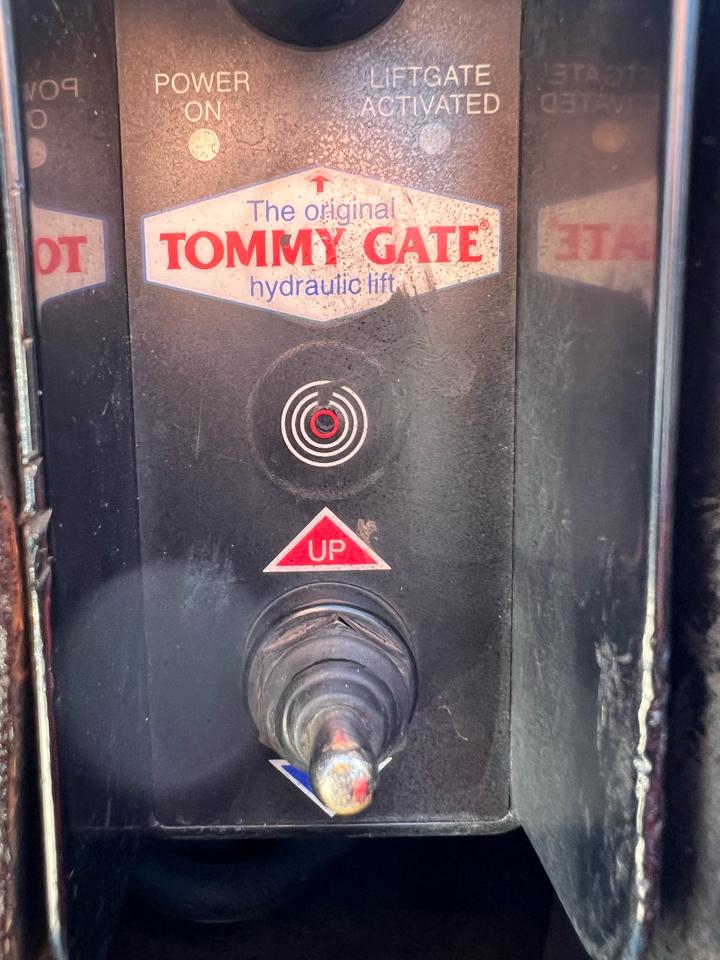 POWER
ON
LIFTGATE
ACTIVATED
The original
TOMMY GATE®
hydraulic lift
UP